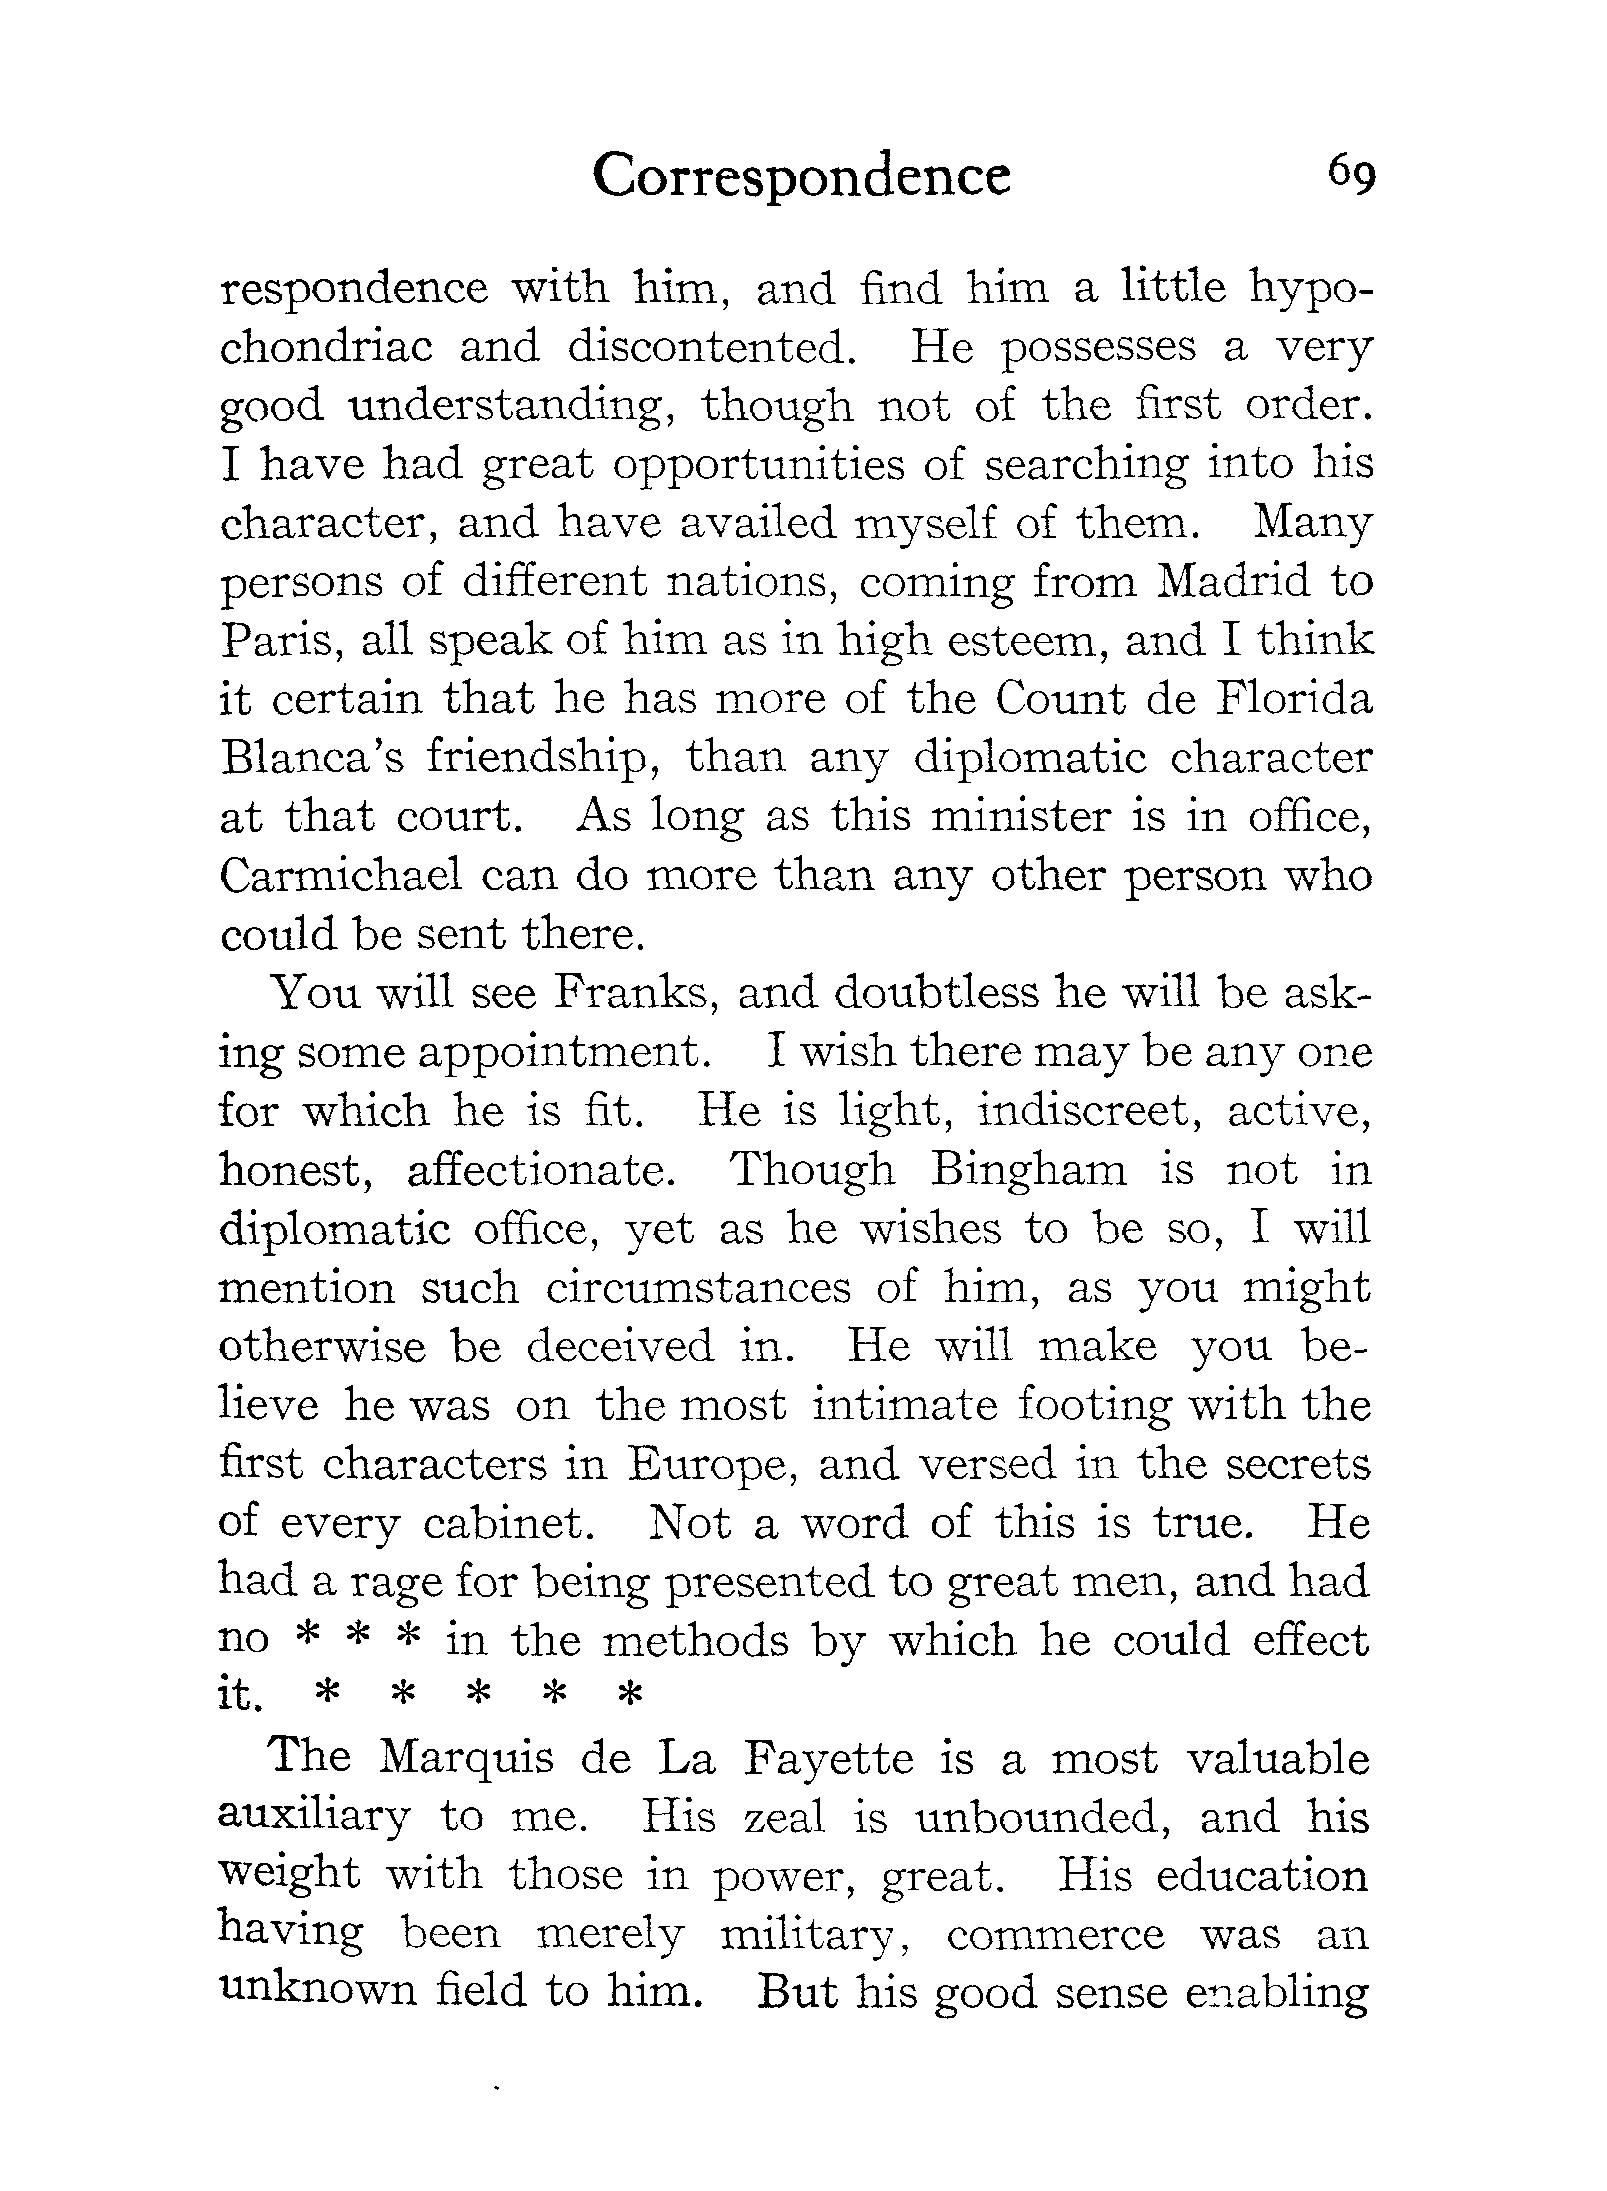 Correspondence 69
respondence with him, and find him a little hypo-
chondriac and discontented. He possesses a very
good understanding, though not of the first order.
I have had great opportunities of searching into his
character, and have availed myself of them. Many
persons of different nations, coming from Madrid to
Paris, all speak of him as in high esteem, and I think
it certain that he has more of the Count de Florida
Blanca's friendship, than any diplomatic character
at that court. As long as this minister is in office,
Carmichael can do more than any other person who
could be sent there.
You will see Franks, and doubtless he will be ask-
ing some appointment. I wish there may be any one
for which he is fit. He is light, indiscreet, active,
honest, affectionate. Though Bingham is not in
diplomatic office, yet as he wishes to be so, I will
mention such circumstances of him, as you might
otherwise be deceived in. He will make you be-
lieve he was on the most intimate footing with the
first characters in Europe, and versed in the secrets
of every cabinet. Not a word of this is true. He
had a rage for being presented to great men, and had
no * * * in the methods by which he could effect
it. * * * * *
The Marquis de La Fayette is a most valuable
auxiliary to me. His zeal is unbounded, and his
weight with those in power, great. His education
having been merely military, commerce was an
unknown field to him. But his good sense enabling